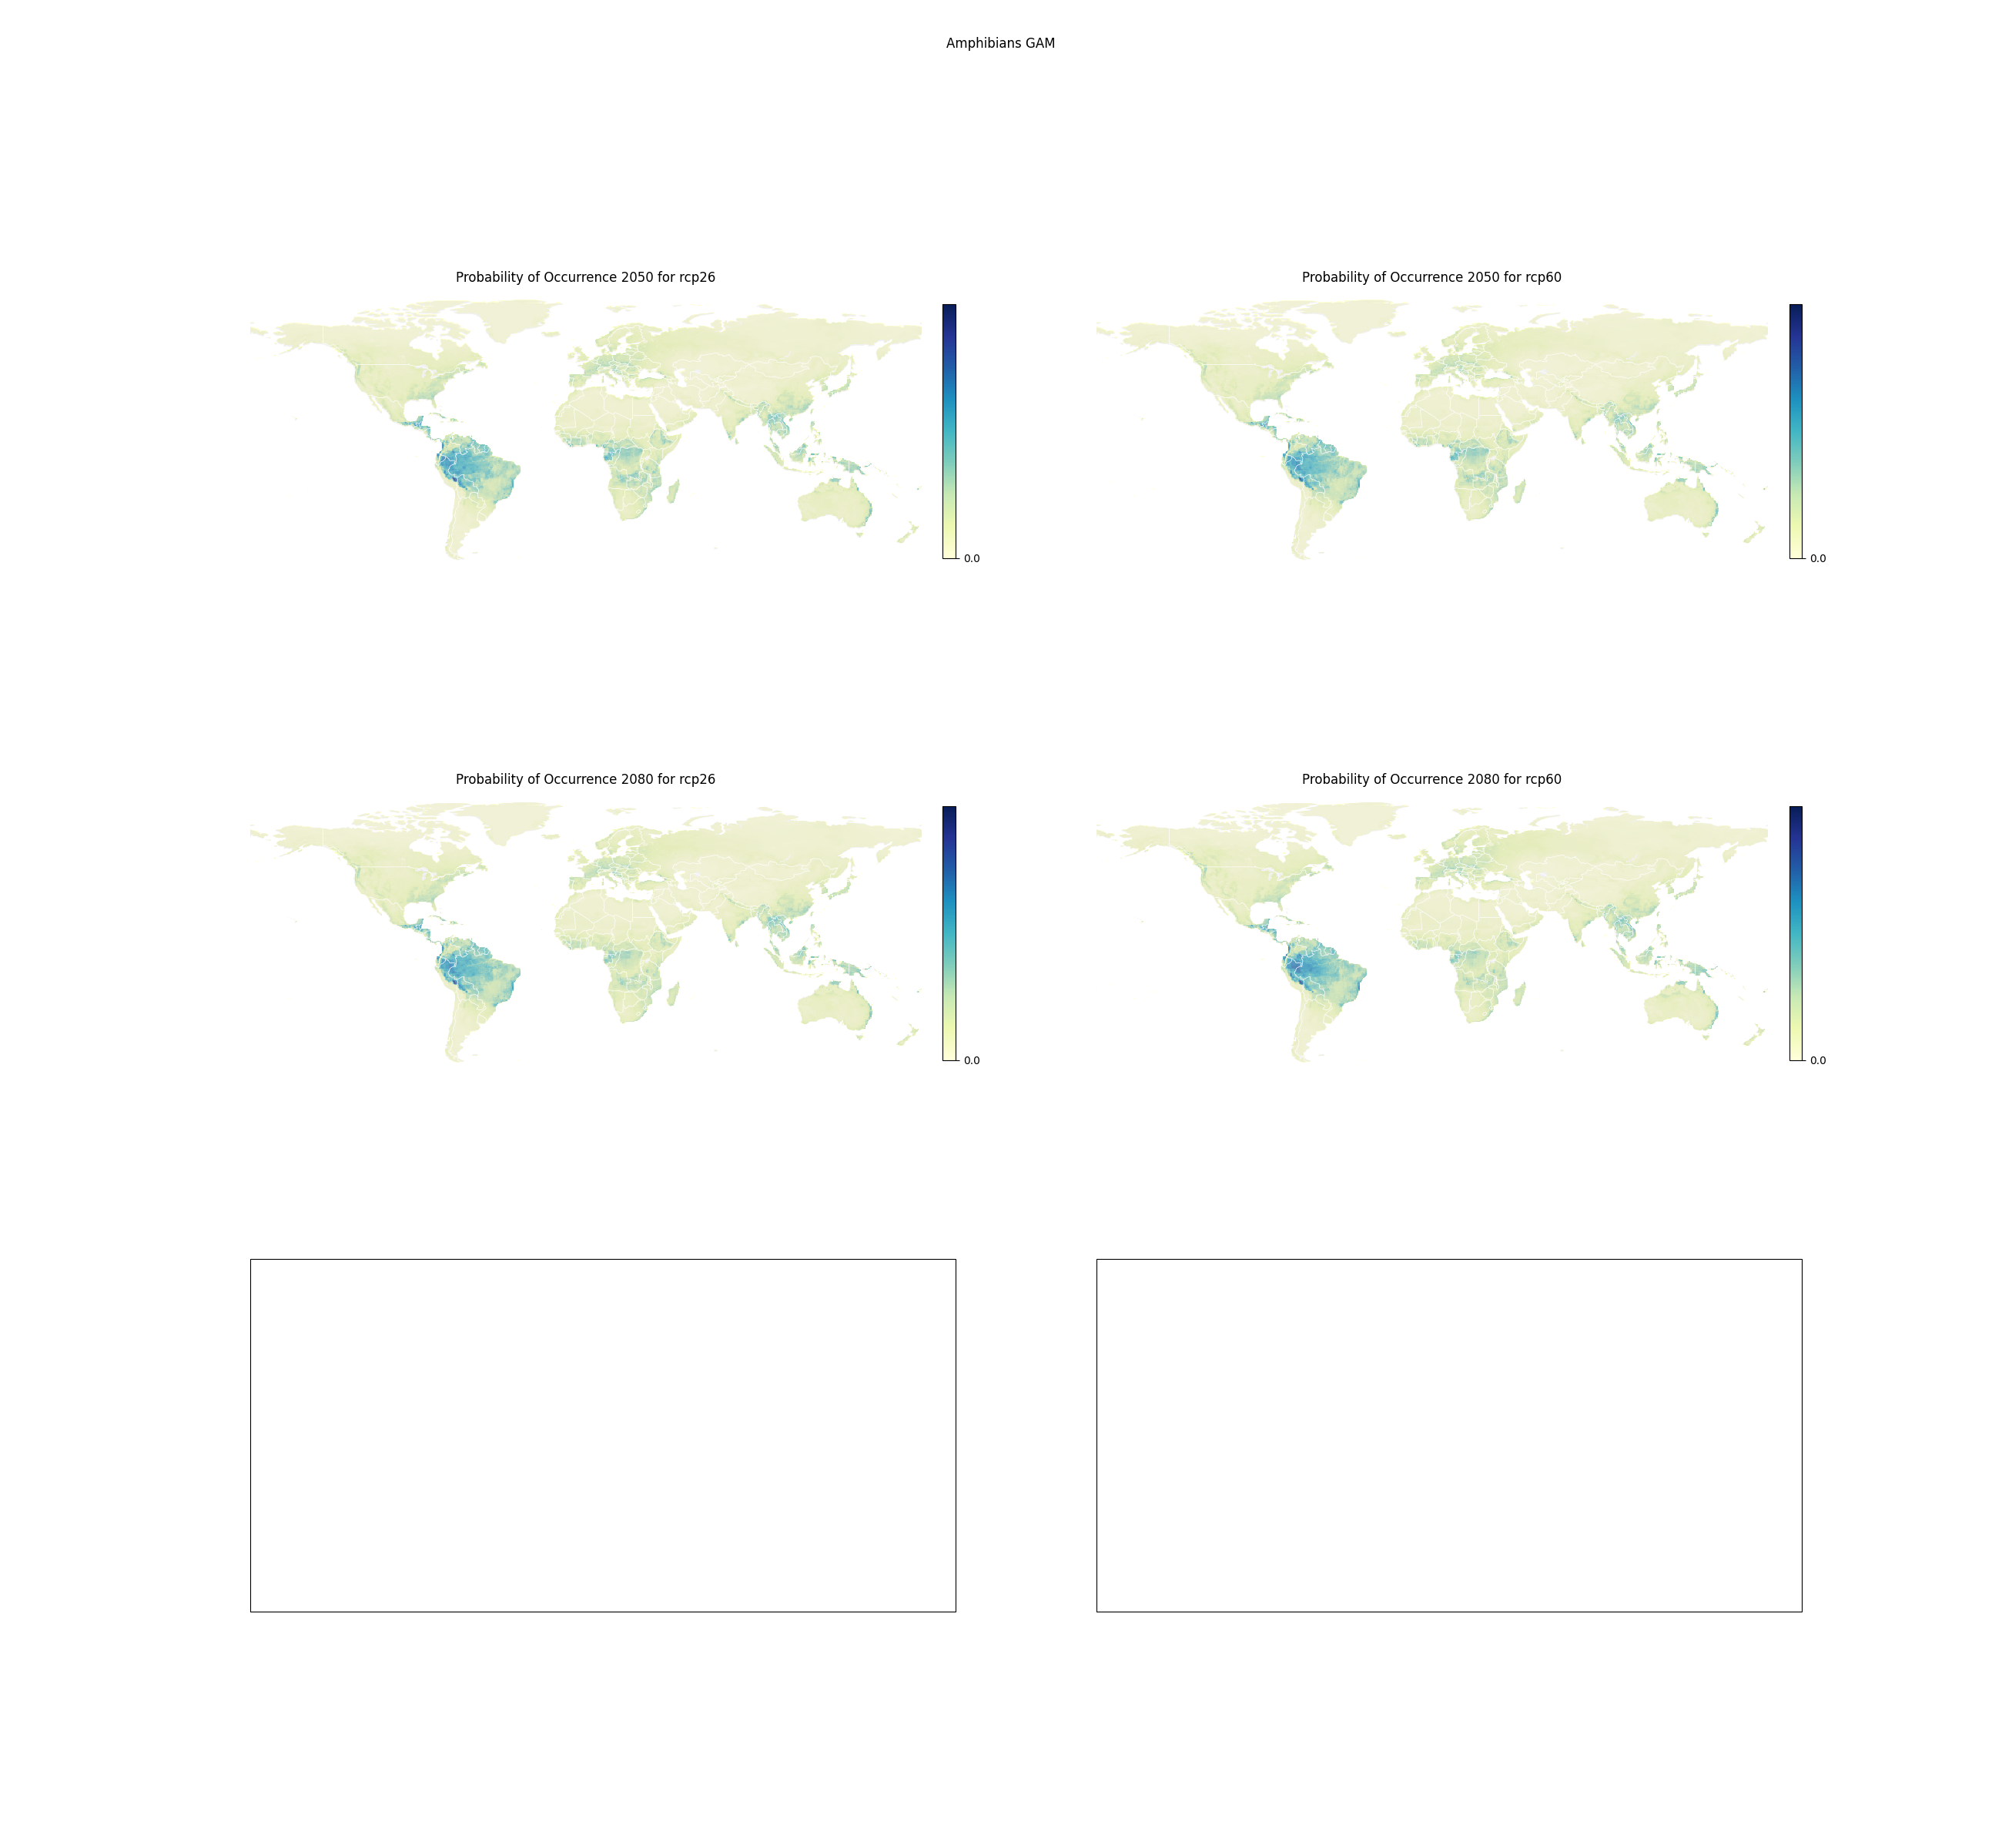 Amphibians GAM
Probability of Occurrence 2050 for rcp26
Probability of Occurrence 2050 for rcp60
0.0
0.0
Probability of Occurrence 2080 for rcp26
Probability of Occurrence 2080 for rcp60
0.0
0.0